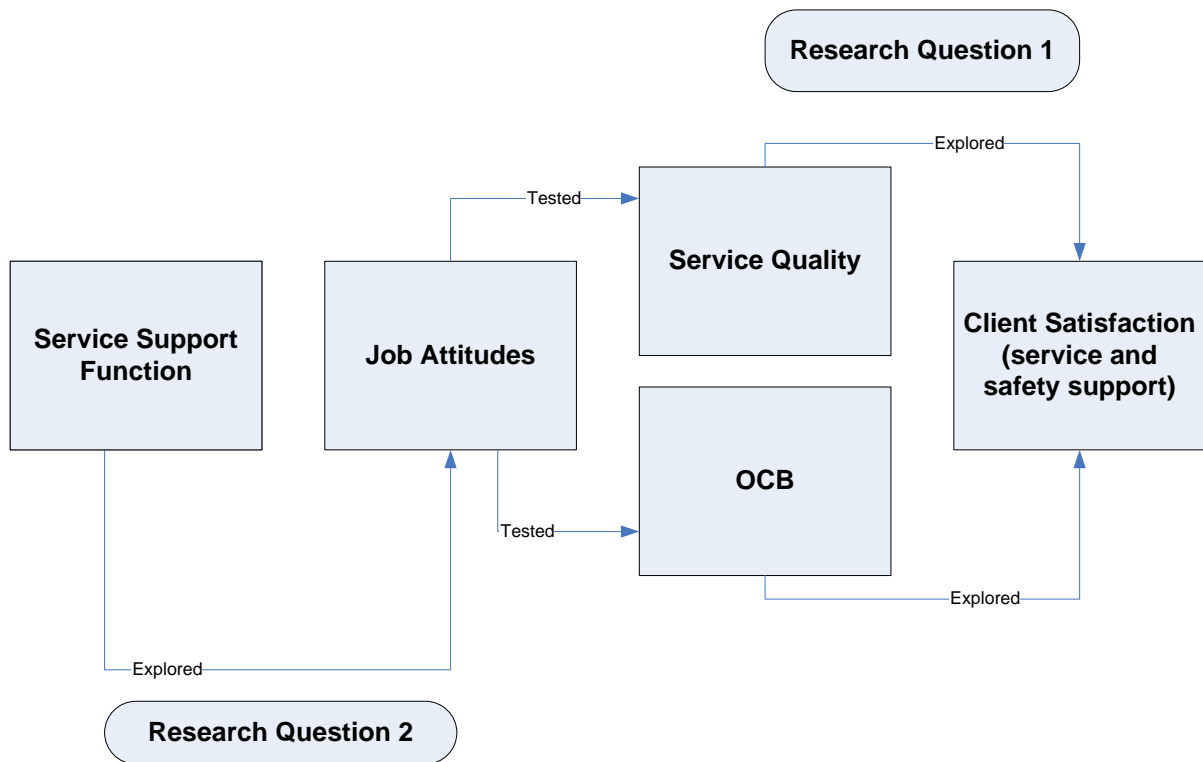 Research Question 1
Explored
Tested
Service Quality
Service Support
Function
Job Attitudes
Client Satisfaction
(service and
safety support)
OCB
Tested
Explored
Explored
Research Question 2